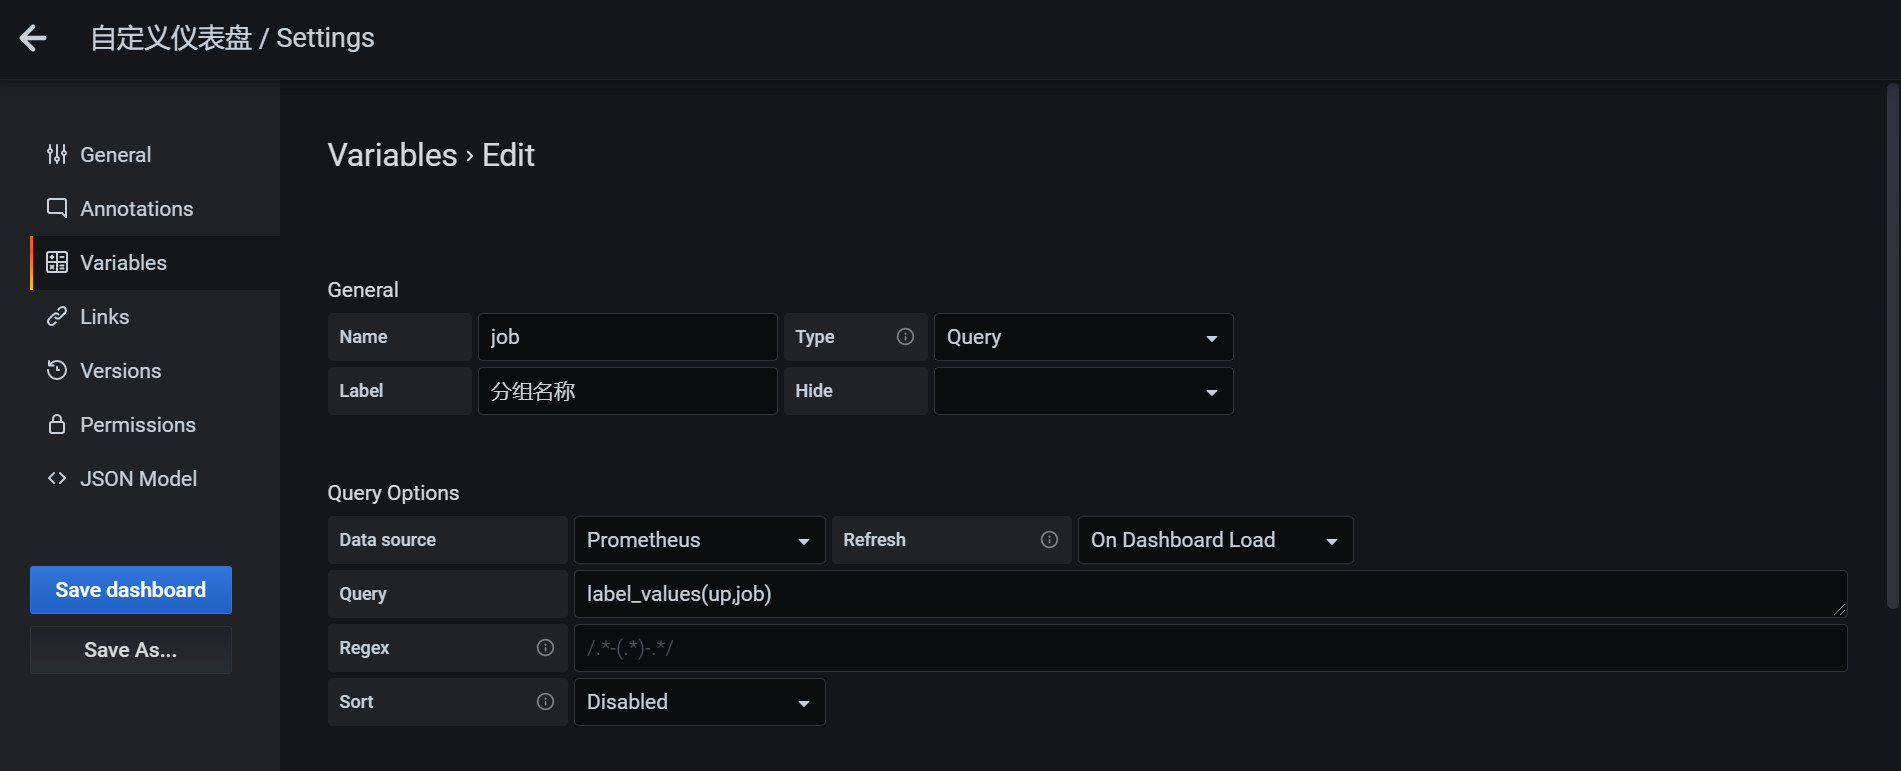 自定义仪表盘 / Settings
General
Annotations
Variables
Links
Versions
Permissions
JSON Model
Save dashboard
Save As...
Variables › Edit
General
Name job Type Query
Label 分组名称 Hide
Query Options
Data source Prometheus Refresh On Dashboard Load
Query label_values(up,job)
Regex /.*-(.*)-.*/
Sort Disabled